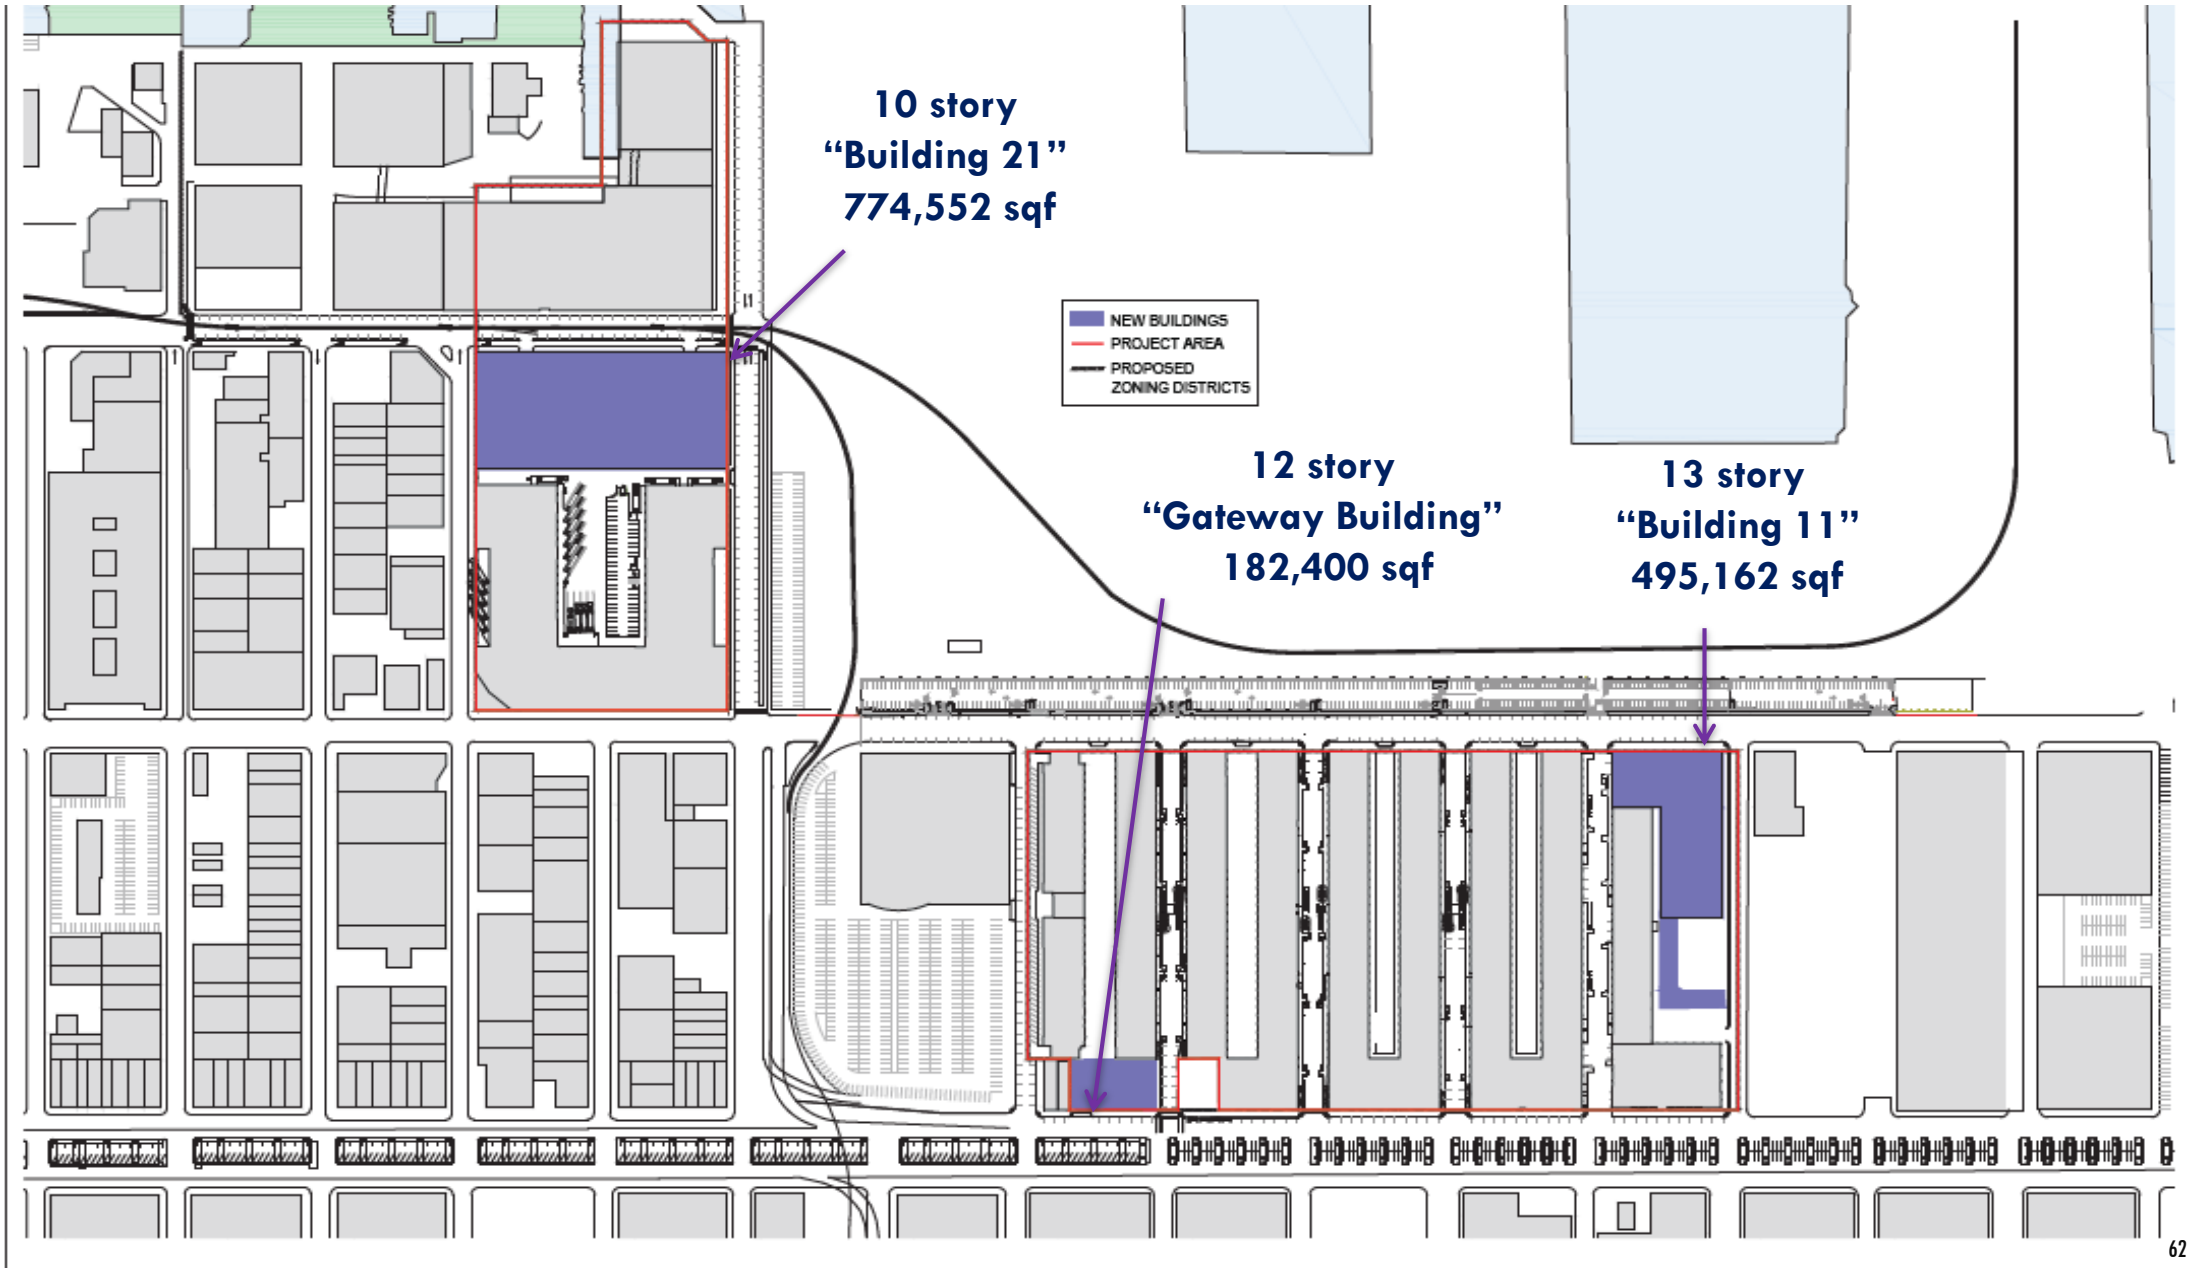 10 story
“Building 21”
774,552 sqf
NEW BUILDINGS
PROJECT AREA
PROPOSED
ZONING DISTRICTS
12 story
“Gateway Building”
182,400 sqf
13 story
“Building 11”
495,162 sqf
62